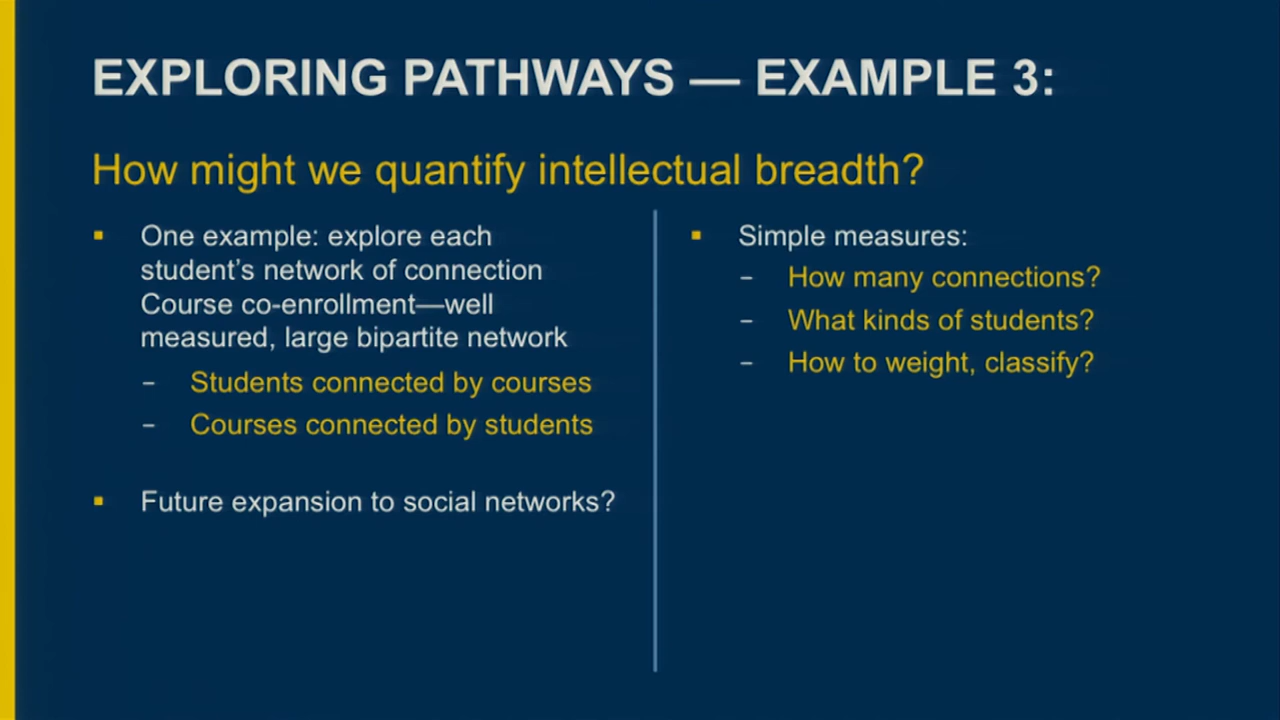 EXPLORING PATHWAYS — EXAMPLE 3:
How might we quantify intellectual breadth?
One example: explore each
student’s network of connection
Course co-enrollment—well
measured, large bipartite network
– Students connected by courses
– Courses connected by students
Future expansion to social networks?
Simple measures:
– How many connections?
– What kinds of students?
– How to weight, classify?